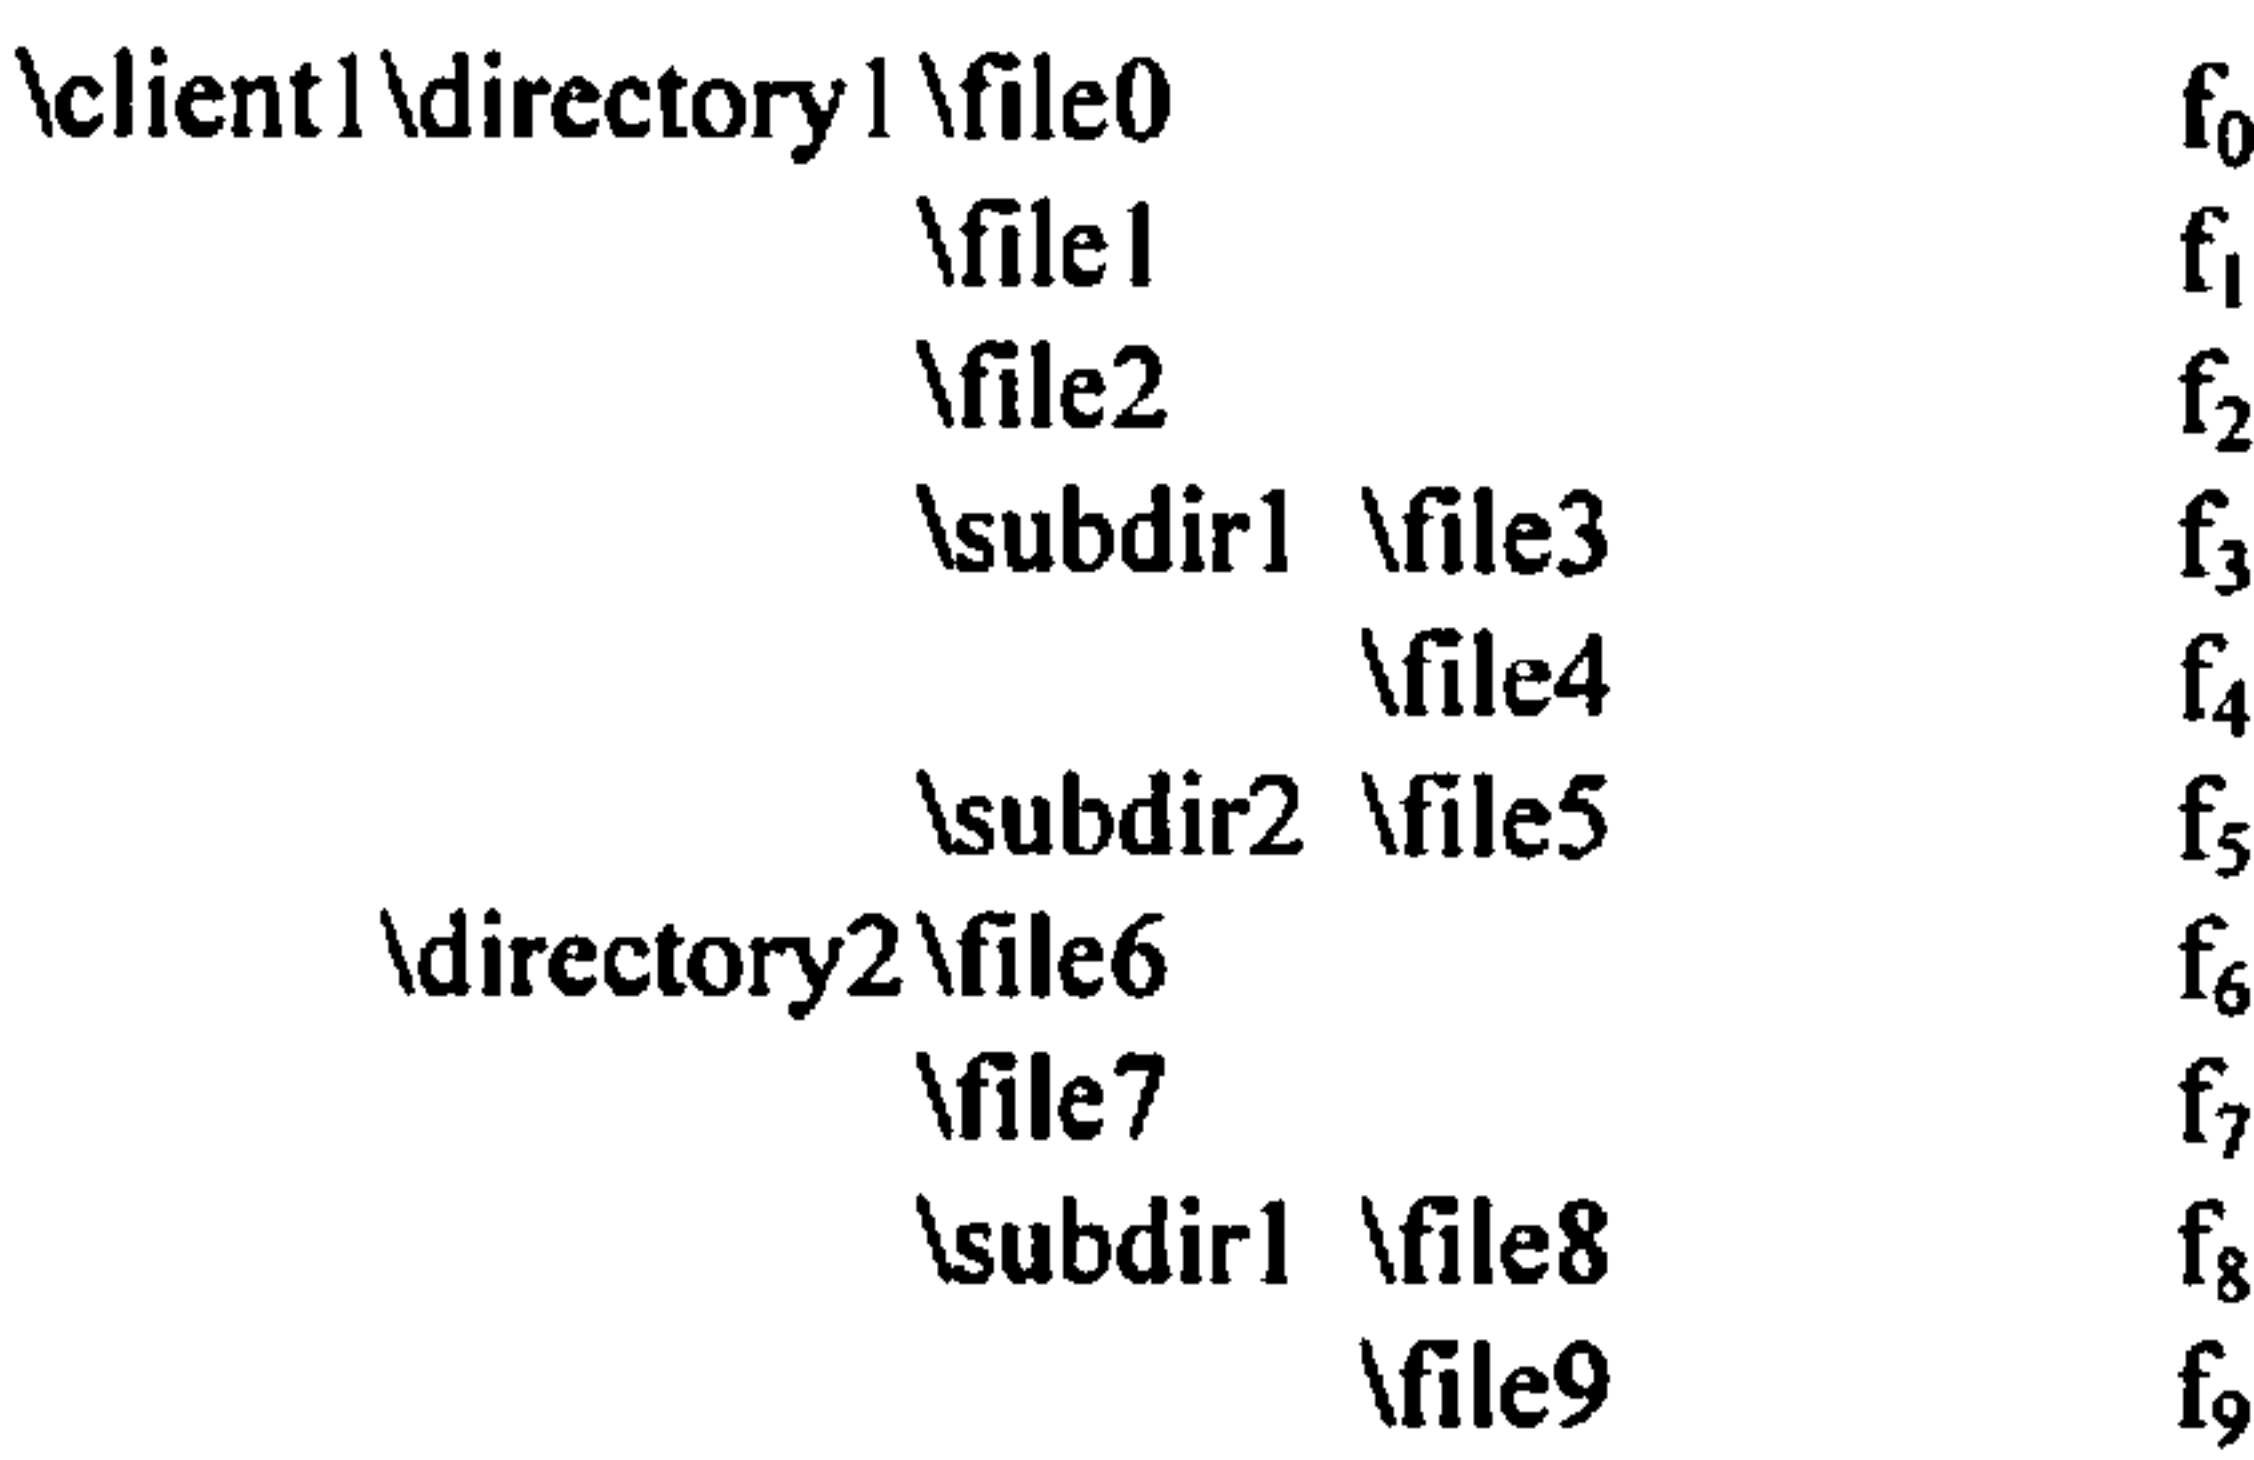 \client1\directory1\file0 f₀
\file1 f₁
\file2 f₂
\subdir1 \file3 f₃
\file4 f₄
\subdir2 \file5 f₅
\directory2\file6 f₆
\file7 f₇
\subdir1 \file8 f₈
\file9 f₉